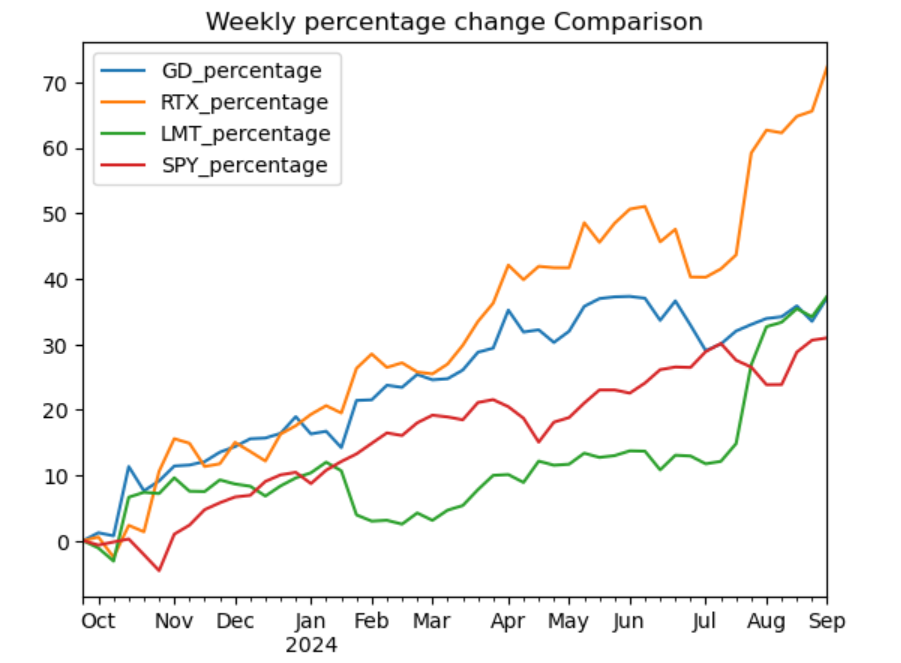 Weekly percentage change Comparison
GD_percentage
RTX_percentage
LMT_percentage
SPY_percentage
70
60
50
40
30
20
10
0
Oct Nov Dec Jan Feb Mar Apr May Jun Jul Aug Sep
2024